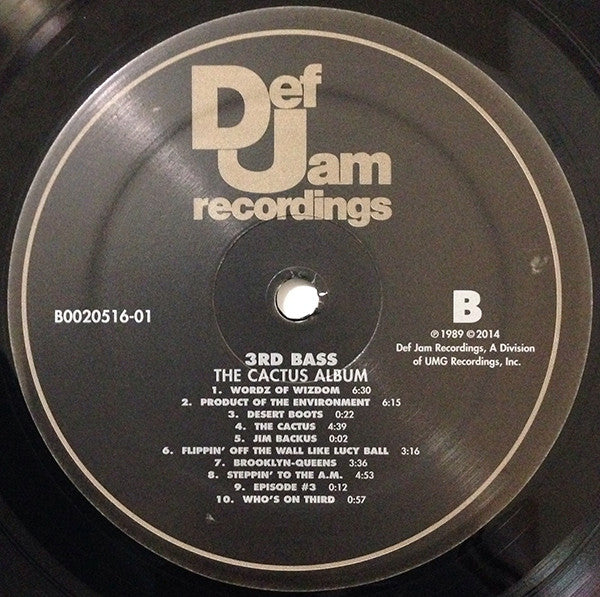 Def
Jam
recordings
B0020516-01
B
℗ 1989 © 2014
Def Jam Recordings, A Division
of UMG Recordings, Inc.
3RD BASS
THE CACTUS ALBUM
1. WORDZ OF WIZDOM 6:30
2. PRODUCT OF THE ENVIRONMENT 6:15
3. DESERT BOOTS 0:22
4. THE CACTUS 4:39
5. JIM BACKUS 0:02
6. FLIPPIN' OFF THE WALL LIKE LUCY BALL 3:16
7. BROOKLYN-QUEENS 3:36
8. STEPPIN' TO THE A.M. 4:53
9. EPISODE #3 0:12
10. WHO'S ON THIRD 0:57